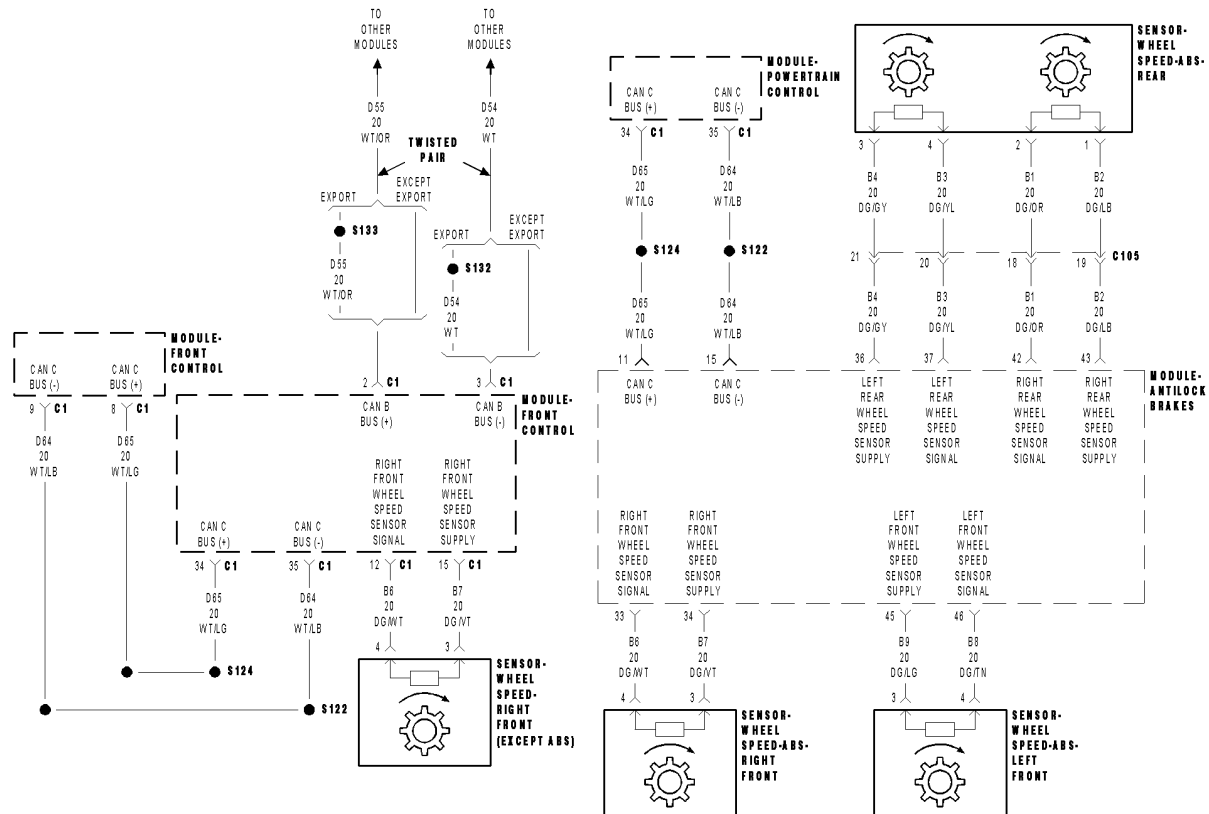 TO
OTHER
MODULES
TO
OTHER
MODULES
D55
20
WT/OR
D54
20
WT
TWISTED
PAIR
EXPORT
EXCEPT
EXPORT
S133
D55
20
WT/OR
EXPORT
EXCEPT
EXPORT
S132
D54
20
WT
2 C1
3 C1
MODULE-
FRONT
CONTROL
CAN C
BUS (-)
CAN C
BUS (+)
9 C1
8 C1
D64
20
WT/LB
D65
20
WT/LG
MODULE-
FRONT
CONTROL
CAN B
BUS (+)
CAN B
BUS (-)
RIGHT
FRONT
WHEEL
SPEED
SENSOR
SIGNAL
RIGHT
FRONT
WHEEL
SPEED
SENSOR
SUPPLY
CAN C
BUS (+)
CAN C
BUS (-)
34 C1
35 C1
12 C1
15 C1
D65
20
WT/LG
D64
20
WT/LB
B6
20
DG/WT
B7
20
DG/VT
4
3
S124
S122
SENSOR-
WHEEL
SPEED-
RIGHT
FRONT
(EXCEPT ABS)
MODULE-
POWERTRAIN
CONTROL
CAN C
BUS (+)
CAN C
BUS (-)
34 C1
35 C1
D65
20
WT/LG
D64
20
WT/LB
S124
S122
D65
20
WT/LG
D64
20
WT/LB
11
15
SENSOR-
WHEEL
SPEED-ABS-
REAR
3
4
2
1
B4
20
DG/GY
B3
20
DG/YL
B1
20
DG/OR
B2
20
DG/LB
21
20
18
19
C105
B4
20
DG/GY
B3
20
DG/YL
B1
20
DG/OR
B2
20
DG/LB
36
37
42
43
MODULE-
ANTILOCK
BRAKES
CAN C
BUS (+)
CAN C
BUS (-)
LEFT
REAR
WHEEL
SPEED
SENSOR
SUPPLY
LEFT
REAR
WHEEL
SPEED
SENSOR
SIGNAL
RIGHT
REAR
WHEEL
SPEED
SENSOR
SIGNAL
RIGHT
REAR
WHEEL
SPEED
SENSOR
SUPPLY
RIGHT
FRONT
WHEEL
SPEED
SENSOR
SIGNAL
RIGHT
FRONT
WHEEL
SPEED
SENSOR
SUPPLY
LEFT
FRONT
WHEEL
SPEED
SENSOR
SUPPLY
LEFT
FRONT
WHEEL
SPEED
SENSOR
SIGNAL
33
34
45
46
B6
20
DG/WT
B7
20
DG/VT
B9
20
DG/LG
B8
20
DG/TN
4
3
3
4
SENSOR-
WHEEL
SPEED-ABS-
RIGHT
FRONT
SENSOR-
WHEEL
SPEED-ABS-
LEFT
FRONT